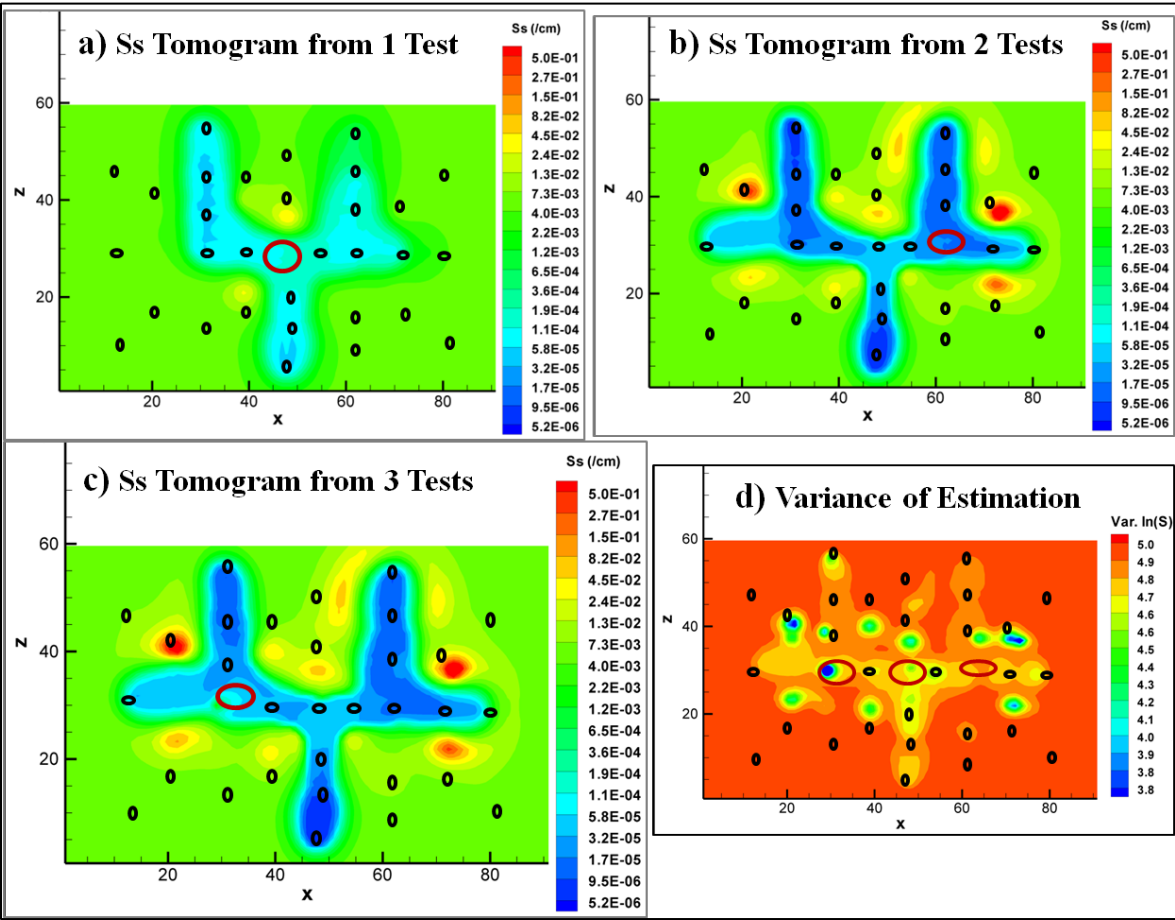 a) Ss Tomogram from 1 Test
Ss (/cm)
5.0E-01
2.7E-01
1.5E-01
8.2E-02
4.5E-02
2.4E-02
1.3E-02
7.3E-03
4.0E-03
2.2E-03
1.2E-03
6.5E-04
3.6E-04
1.9E-04
1.1E-04
5.8E-05
3.2E-05
1.7E-05
9.5E-06
5.2E-06
z
60
40
20
20
40
60
80
x
b) Ss Tomogram from 2 Tests
Ss (/cm)
5.0E-01
2.7E-01
1.5E-01
8.2E-02
4.5E-02
2.4E-02
1.3E-02
7.3E-03
4.0E-03
2.2E-03
1.2E-03
6.5E-04
3.6E-04
1.9E-04
1.1E-04
5.8E-05
3.2E-05
1.7E-05
9.5E-06
5.2E-06
z
60
40
20
20
40
60
80
x
c) Ss Tomogram from 3 Tests
Ss (/cm)
5.0E-01
2.7E-01
1.5E-01
8.2E-02
4.5E-02
2.4E-02
1.3E-02
7.3E-03
4.0E-03
2.2E-03
1.2E-03
6.5E-04
3.6E-04
1.9E-04
1.1E-04
5.8E-05
3.2E-05
1.7E-05
9.5E-06
5.2E-06
z
60
40
20
20
40
60
80
x
d) Variance of Estimation
Var. ln(S)
5.0
4.9
4.8
4.7
4.6
4.6
4.5
4.4
4.3
4.2
4.1
4.0
3.9
3.8
3.8
z
60
40
20
20
40
60
80
x